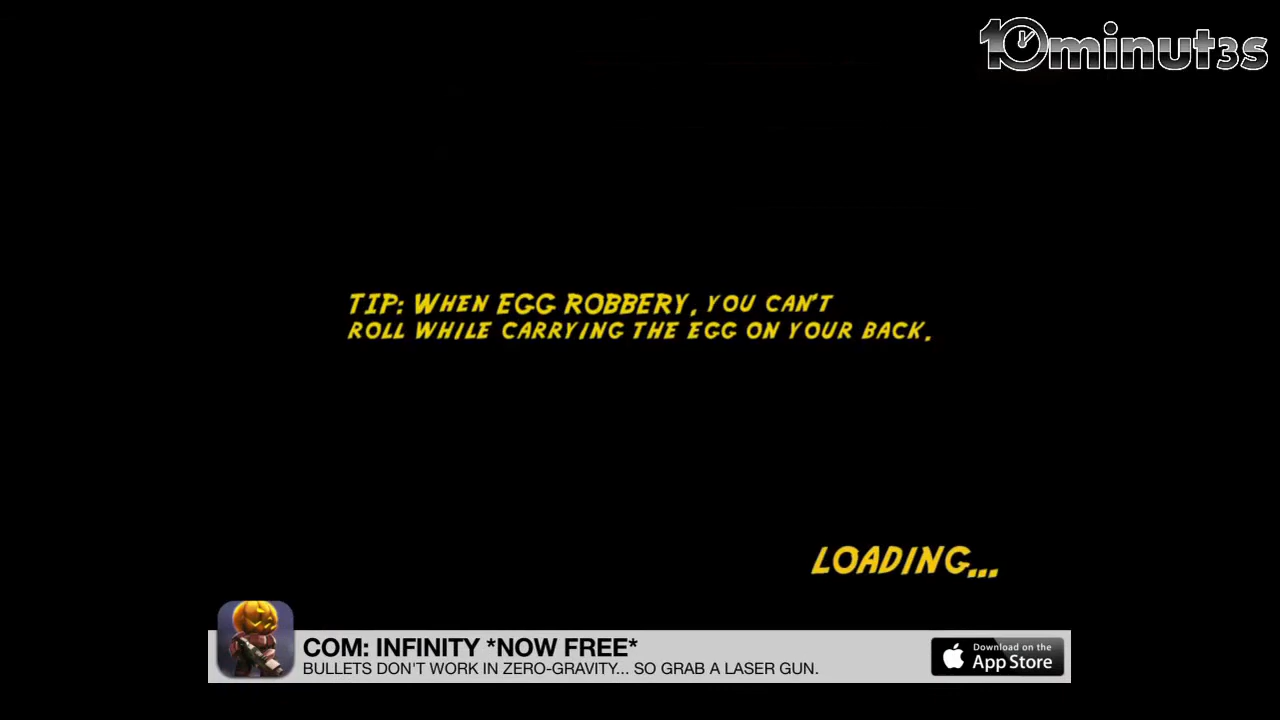 10minut3s
TIP: WHEN EGG ROBBERY, YOU CAN'T
ROLL WHILE CARRYING THE EGG ON YOUR BACK.
LOADING...
COM: INFINITY *NOW FREE*
BULLETS DON'T WORK IN ZERO-GRAVITY... SO GRAB A LASER GUN.
Download on the
App Store